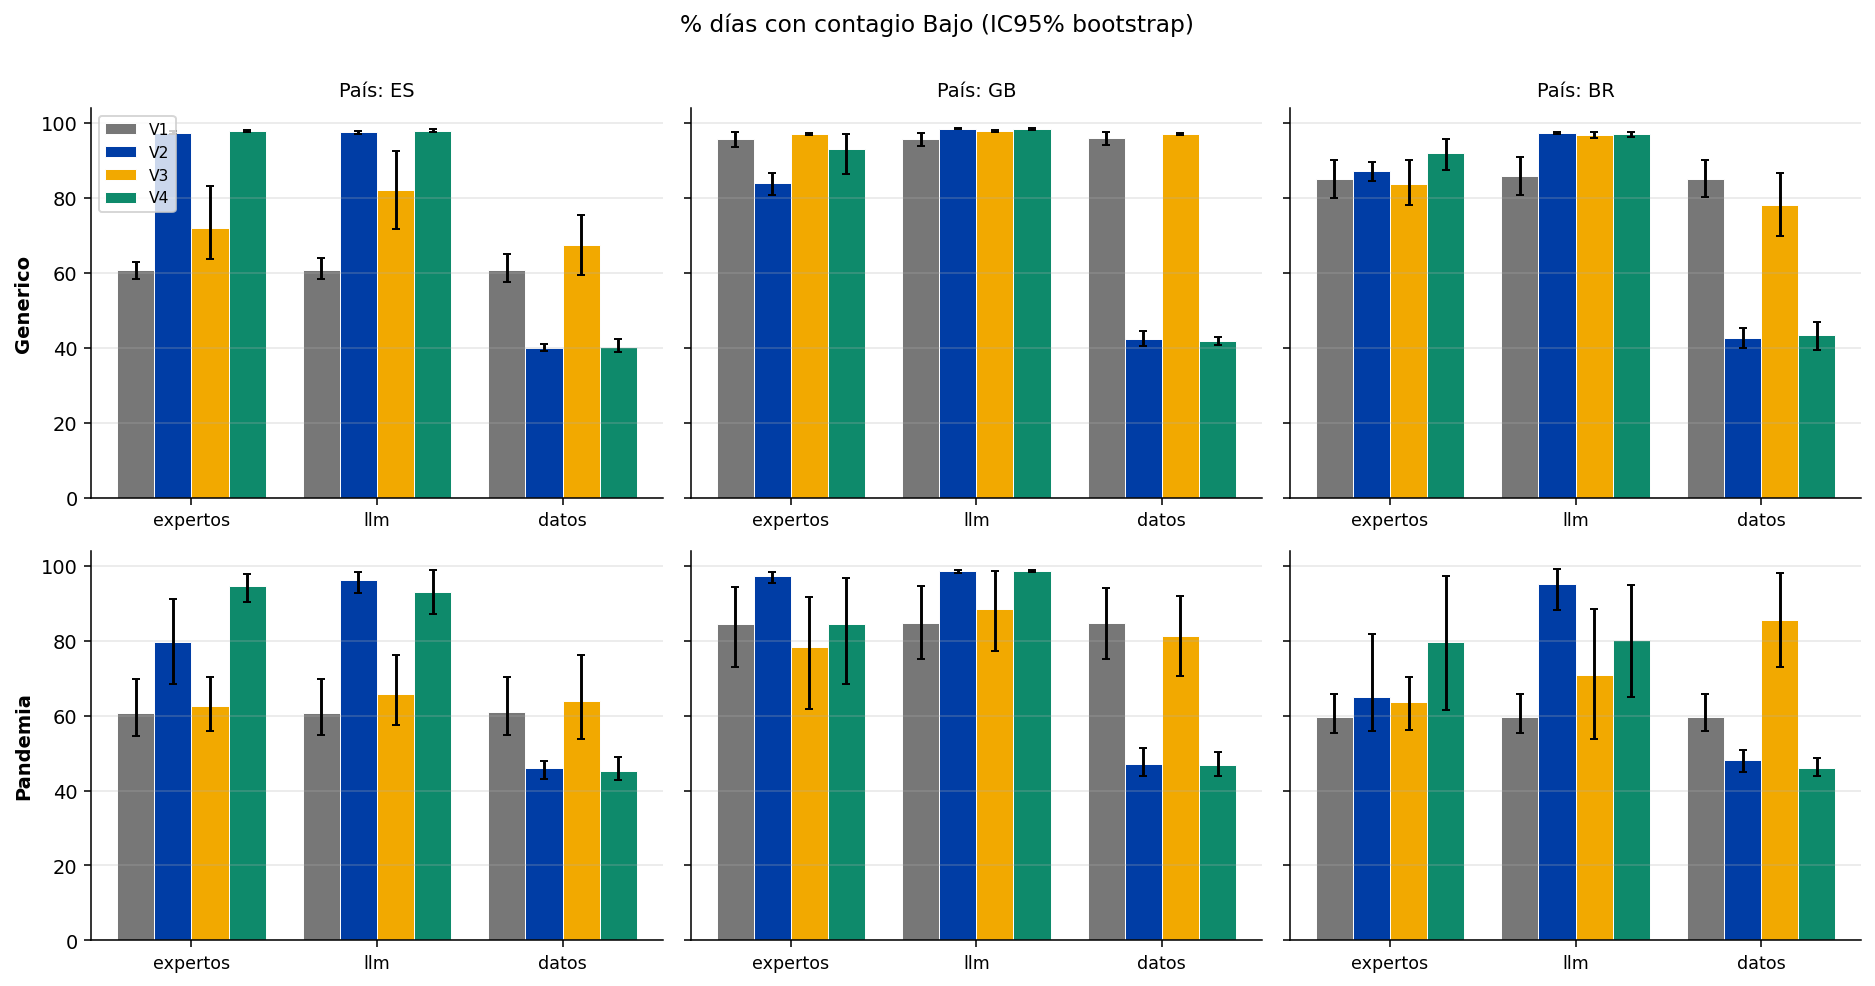 % días con contagio Bajo (IC95% bootstrap)
País: ES
País: GB
País: BR
Generico
100
80
60
40
20
0
V1
V2
V3
V4
expertos
llm
datos
expertos
llm
datos
expertos
llm
datos
Pandemia
100
80
60
40
20
0
expertos
llm
datos
expertos
llm
datos
expertos
llm
datos